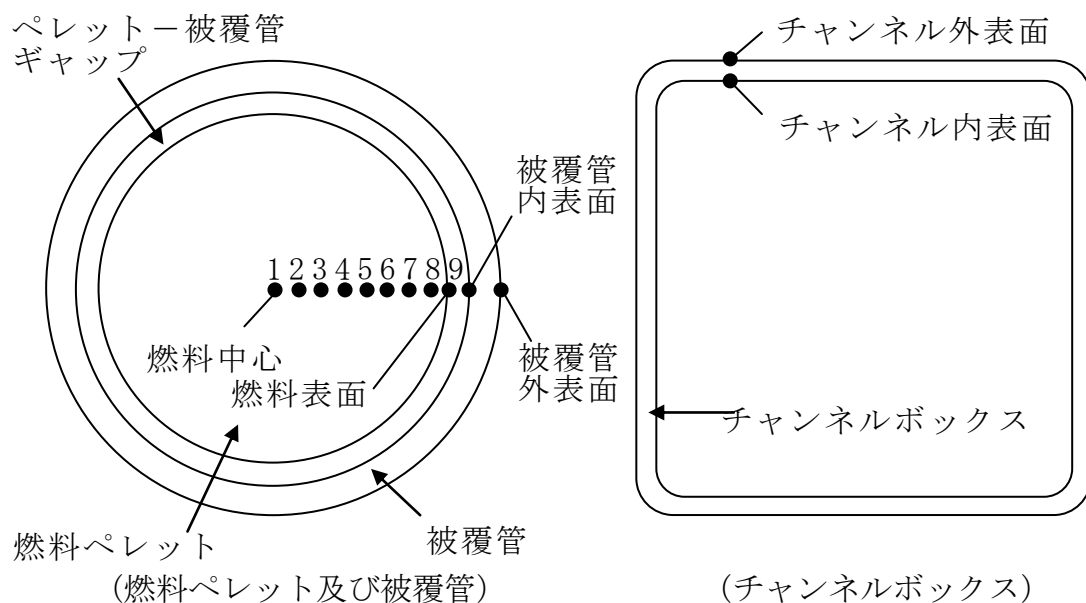 ペレット－被覆管
ギャップ
チャンネル外表面
チャンネル内表面
被覆管
内表面
1 2 3 4 5 6 7 8 9
燃料中心
燃料表面
被覆管
外表面
チャンネルボックス
燃料ペレット
被覆管
(燃料ペレット及び被覆管)
(チャンネルボックス)